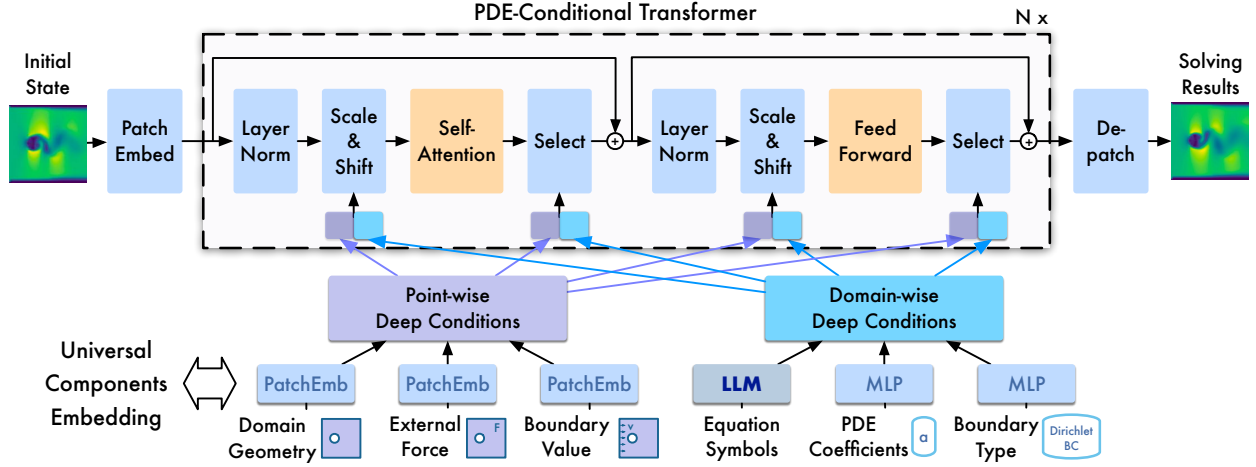 PDE-Conditional Transformer
N x
Initial
State
Solving
Results
Patch
Embed
Layer
Norm
Scale
&
Shift
Self-
Attention
Select
+
Layer
Norm
Scale
&
Shift
Feed
Forward
Select
+
De-
patch
Point-wise
Deep Conditions
Domain-wise
Deep Conditions
Universal
Components
Embedding
PatchEmb
PatchEmb
PatchEmb
LLM
MLP
MLP
Domain
Geometry
External
Force
F
Boundary
Value
v
Equation
Symbols
PDE
Coefficients
a
Boundary
Type
Dirichlet
BC